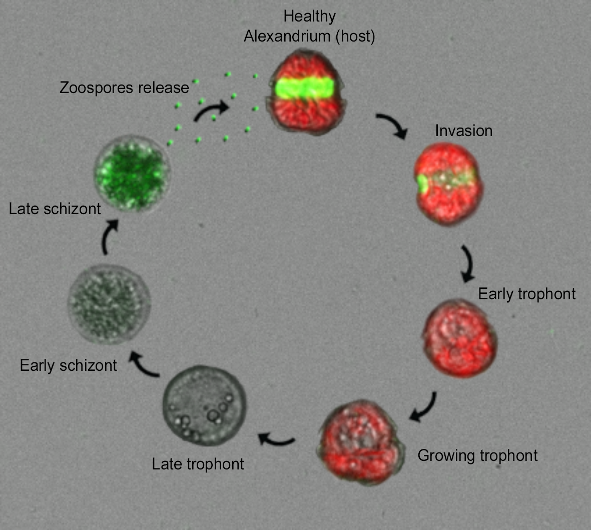 Healthy
Alexandrium (host)
Zoospores release
Invasion
Late schizont
Early trophont
Early schizont
Growing trophont
Late trophont